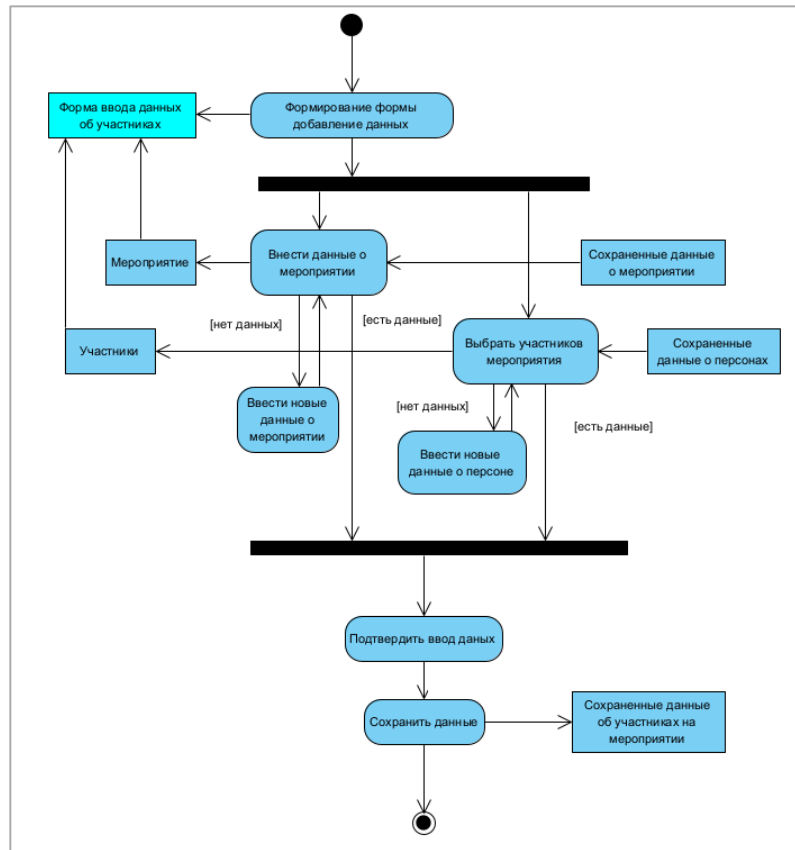 Форма ввода данных
об участниках
Формирование формы
добавление данных
Мероприятие
Внести данные о
мероприятии
Сохраненные данные
о мероприятии
[нет данных]
[есть данные]
Участники
Выбрать участников
мероприятия
Сохраненные
данные о персонах
Ввести новые
данные о
мероприятии
[нет данных]
[есть данные]
Ввести новые
данные о персоне
Подтвердить ввод даных
Сохранить данные
Сохраненные данные
об участниках на
мероприятии